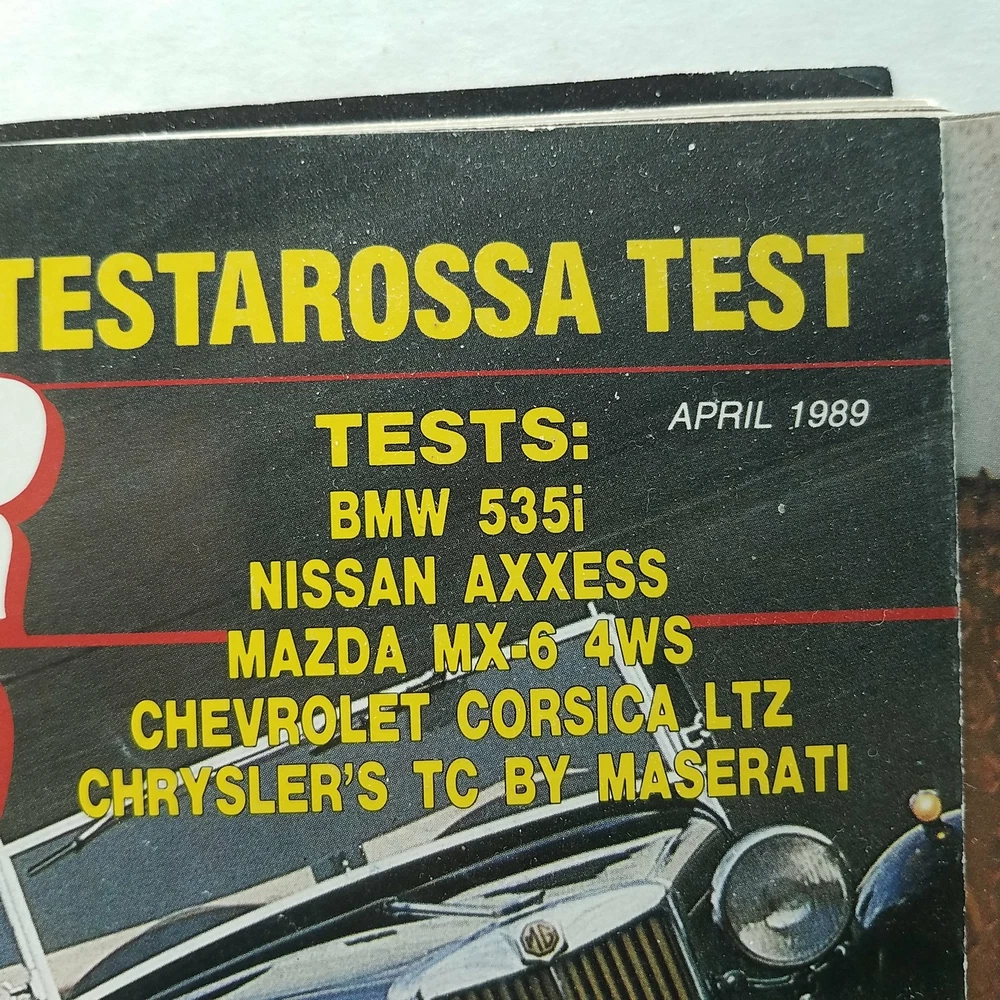 TESTAROSSA TEST
APRIL 1989
TESTS:
BMW 535i
NISSAN AXXESS
MAZDA MX-6 4WS
CHEVROLET CORSICA LTZ
CHRYSLER'S TC BY MASERATI
MG